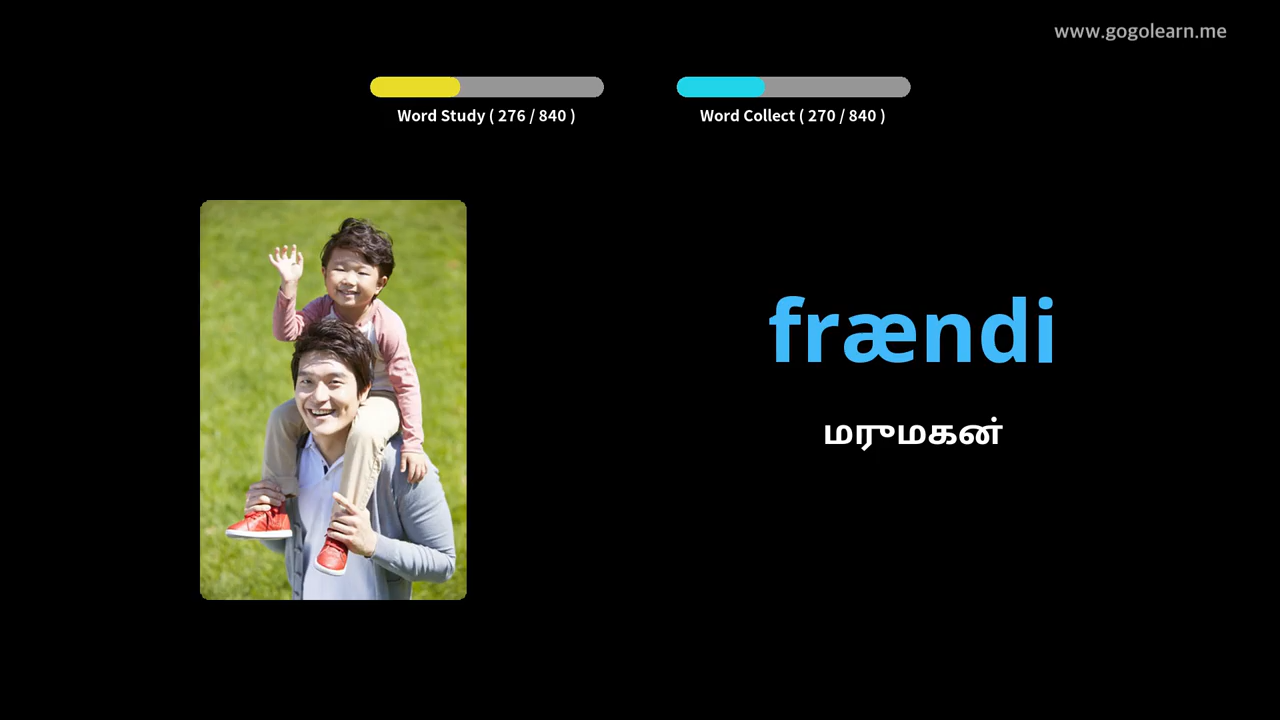 www.gogolearn.me
Word Study ( 276 / 840 )
Word Collect ( 270 / 840 )
frændi
மருமகன்